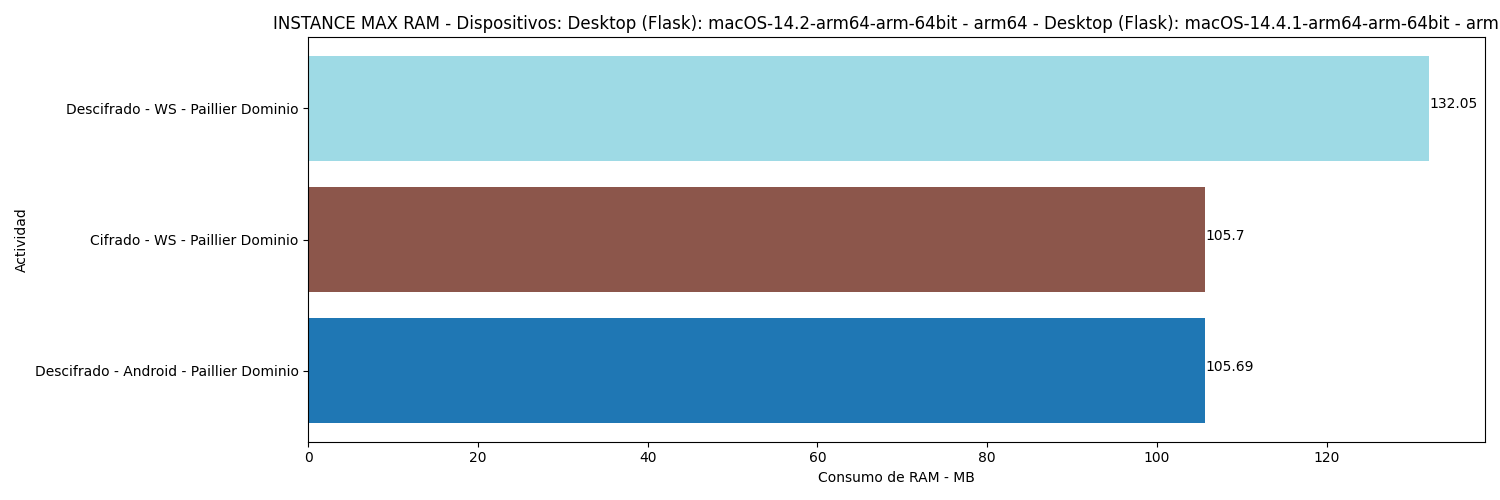 INSTANCE MAX RAM - Dispositivos: Desktop (Flask): macOS-14.2-arm64-arm-64bit - arm64 - Desktop (Flask): macOS-14.4.1-arm64-arm-64bit - arm
Descifrado - WS - Paillier Dominio
132.05
Cifrado - WS - Paillier Dominio
105.7
Descifrado - Android - Paillier Dominio
105.69
Actividad
0 20 40 60 80 100 120
Consumo de RAM - MB